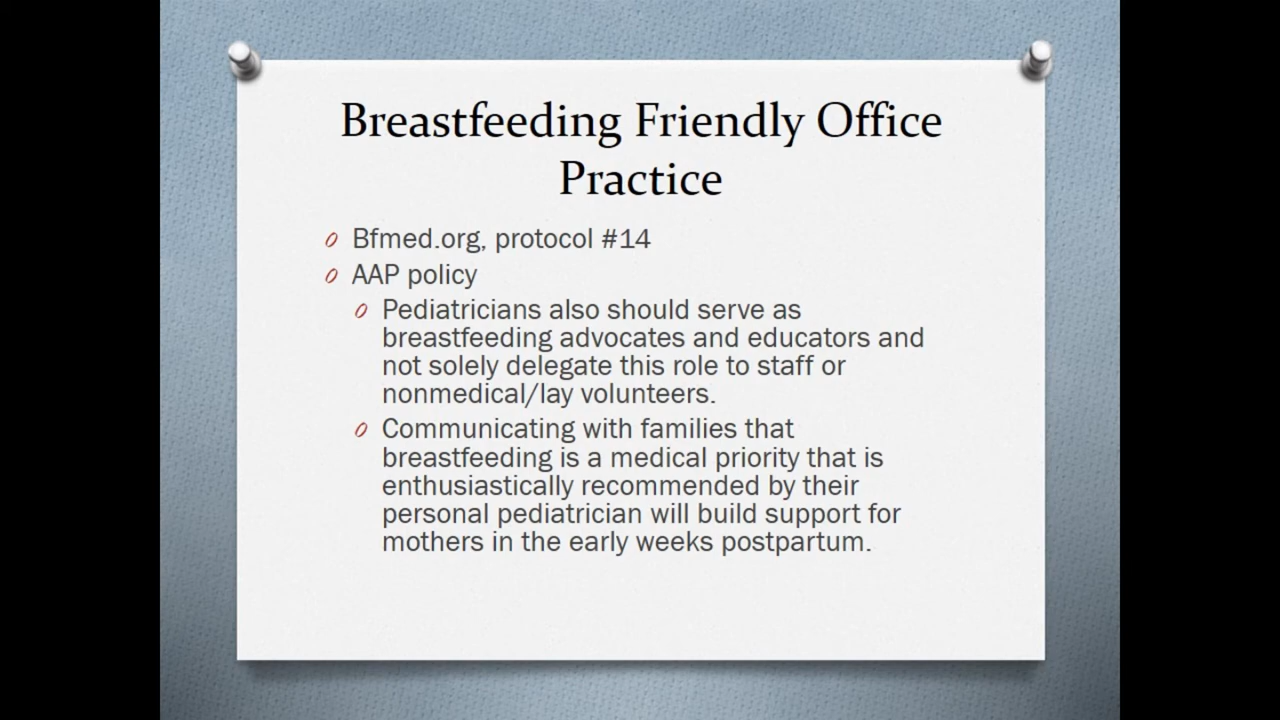 Breastfeeding Friendly Office
Practice
Bfmed.org, protocol #14
AAP policy
Pediatricians also should serve as
breastfeeding advocates and educators and
not solely delegate this role to staff or
nonmedical/lay volunteers.
Communicating with families that
breastfeeding is a medical priority that is
enthusiastically recommended by their
personal pediatrician will build support for
mothers in the early weeks postpartum.